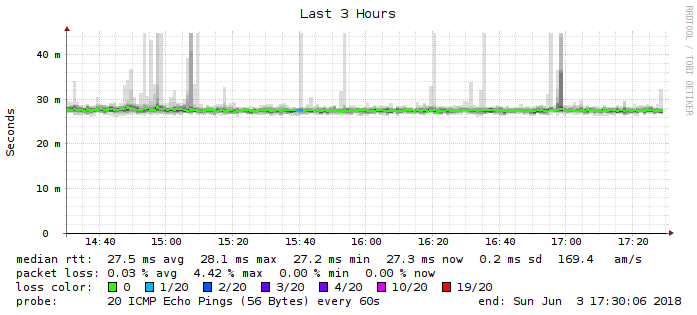 Last 3 Hours
RRDTOOL / TOBI OETIKER
Seconds
40 m
30 m
20 m
10 m
0
14:40 15:00 15:20 15:40 16:00 16:20 16:40 17:00 17:20
median rtt: 27.5 ms avg 28.1 ms max 27.2 ms min 27.3 ms now 0.2 ms sd 169.4 am/s
packet loss: 0.03 % avg 4.42 % max 0.00 % min 0.00 % now
loss color: 0 1/20 2/20 3/20 4/20 10/20 19/20
probe: 20 ICMP Echo Pings (56 Bytes) every 60s end: Sun Jun 3 17:30:06 2018